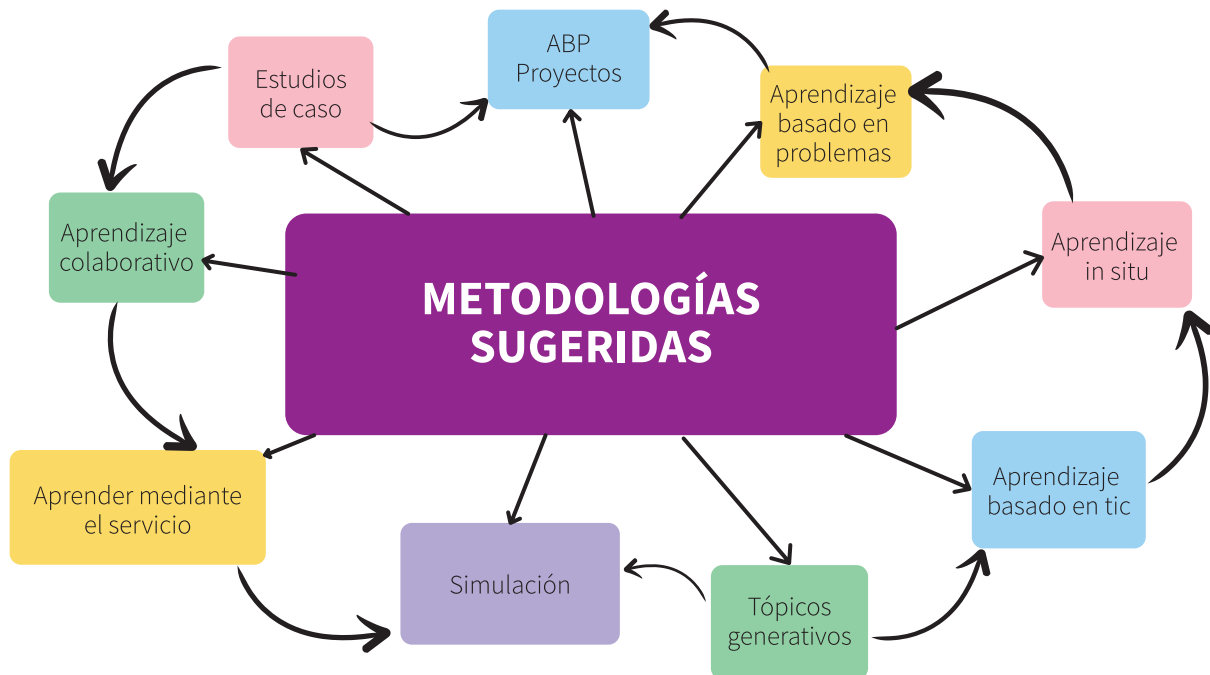 ABP
Proyectos
Estudios
de caso
Aprendizaje
basado en
problemas
Aprendizaje
colaborativo
Aprendizaje
in situ
METODOLOGÍAS
SUGERIDAS
Aprender mediante
el servicio
Aprendizaje
basado en tic
Simulación
Tópicos
generativos